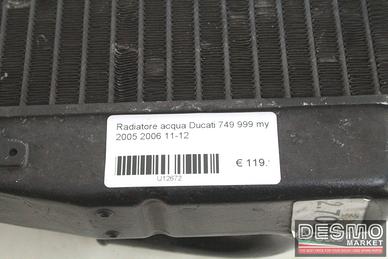 Radiatore acqua Ducati 749 999 my
2005 2006 11-12
€ 119.-
U12672
DESMO
MARKET